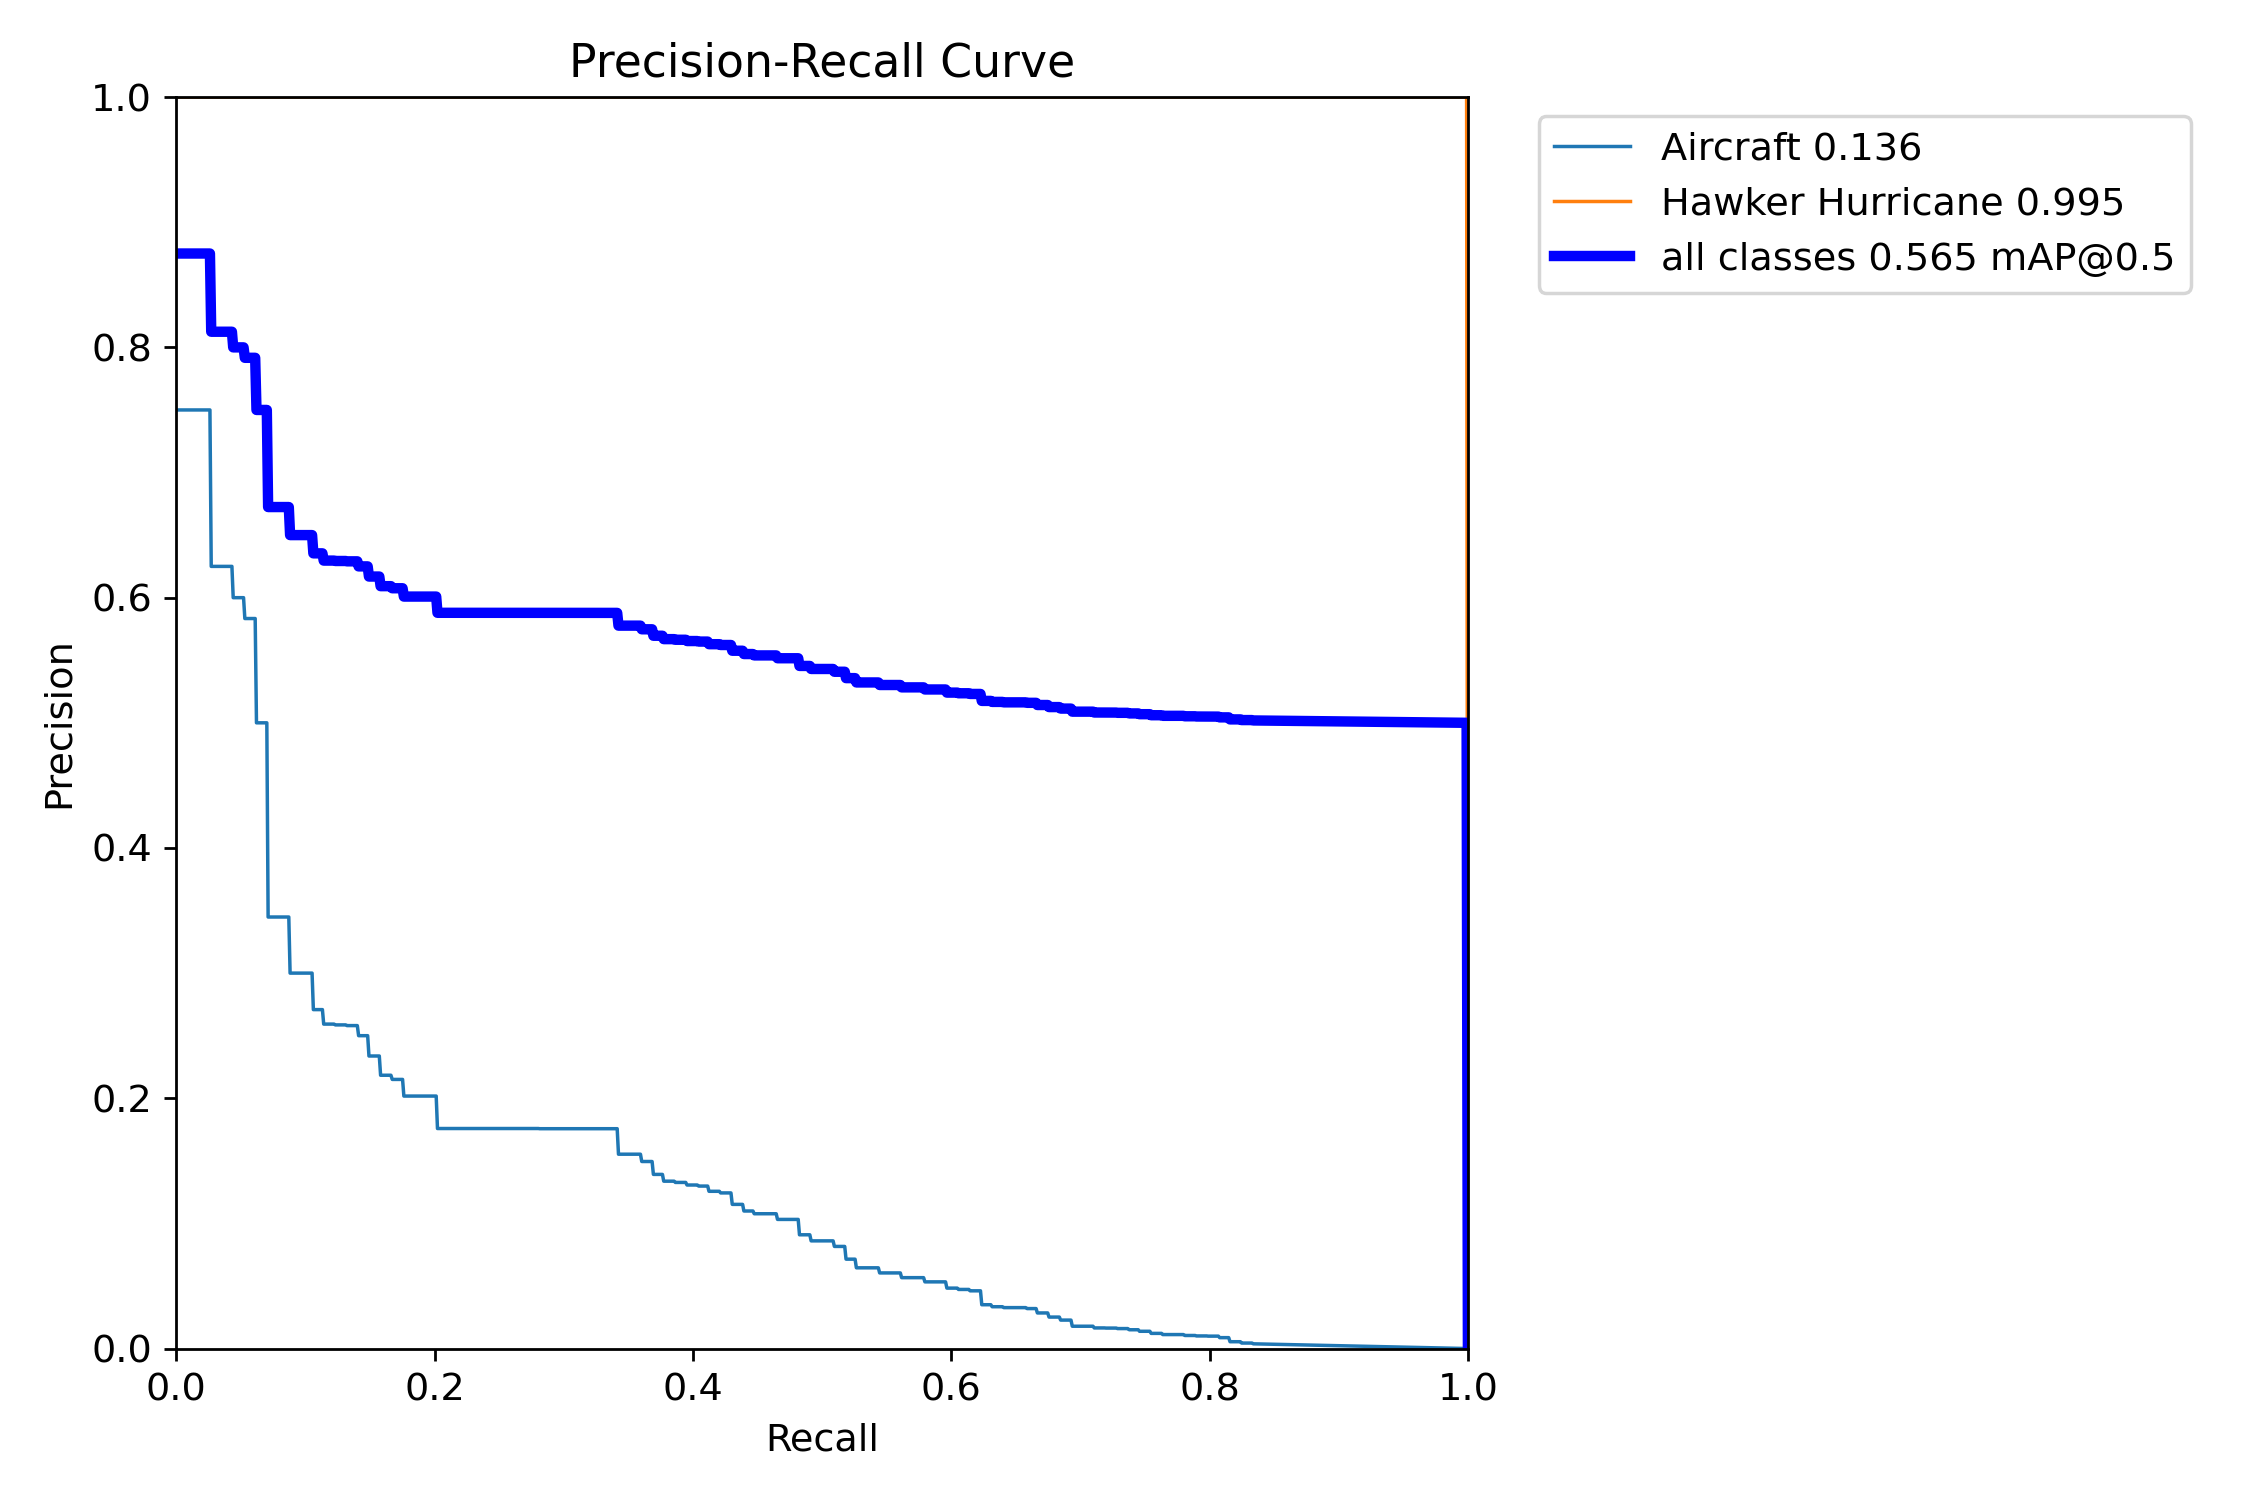 Precision-Recall Curve
1.0
0.8
0.6
0.4
0.2
0.0
Precision
0.0 0.2 0.4 0.6 0.8 1.0
Recall
Aircraft 0.136
Hawker Hurricane 0.995
all classes 0.565 mAP@0.5